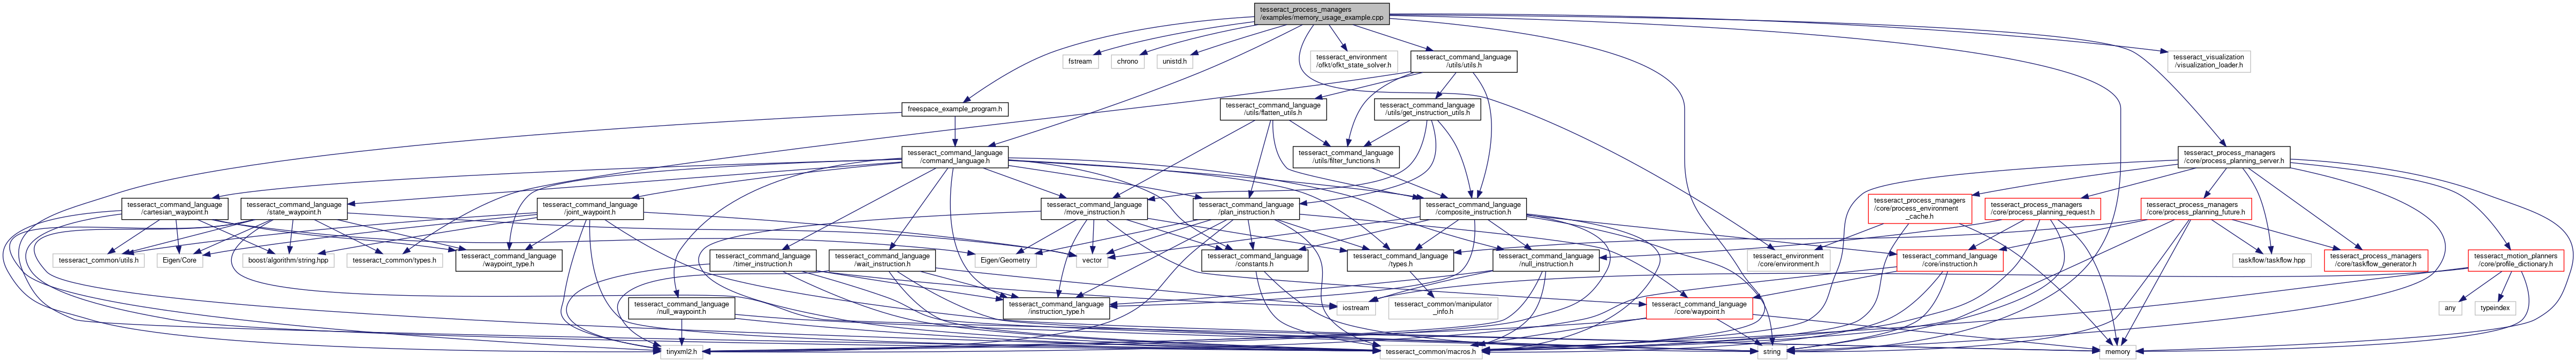 tesseract_process_managers
/examples/memory_usage_example.cpp
fstream
chrono
unistd.h
tesseract_environment
/ofkt/ofkt_state_solver.h
tesseract_command_language
/utils/utils.h
tesseract_visualization
/visualization_loader.h
freespace_example_program.h
tesseract_command_language
/utils/flatten_utils.h
tesseract_command_language
/utils/get_instruction_utils.h
tesseract_command_language
/command_language.h
tesseract_command_language
/utils/filter_functions.h
tesseract_process_managers
/core/process_planning_server.h
tesseract_command_language
/cartesian_waypoint.h
tesseract_command_language
/state_waypoint.h
tesseract_command_language
/joint_waypoint.h
tesseract_command_language
/move_instruction.h
tesseract_command_language
/plan_instruction.h
tesseract_command_language
/composite_instruction.h
tesseract_process_managers
/core/process_environment
_cache.h
tesseract_process_managers
/core/process_planning_request.h
tesseract_process_managers
/core/process_planning_future.h
tesseract_common/utils.h
Eigen/Core
boost/algorithm/string.hpp
tesseract_common/types.h
tesseract_command_language
/waypoint_type.h
tesseract_command_language
/timer_instruction.h
tesseract_command_language
/wait_instruction.h
Eigen/Geometry
vector
tesseract_command_language
/constants.h
tesseract_command_language
/types.h
tesseract_command_language
/null_instruction.h
tesseract_environment
/core/environment.h
tesseract_command_language
/core/instruction.h
taskflow/taskflow.hpp
tesseract_process_managers
/core/taskflow_generator.h
tesseract_motion_planners
/core/profile_dictionary.h
tesseract_command_language
/null_waypoint.h
tesseract_command_language
/instruction_type.h
iostream
tesseract_common/manipulator
_info.h
tesseract_command_language
/core/waypoint.h
any
typeindex
tinyxml2.h
tesseract_common/macros.h
string
memory